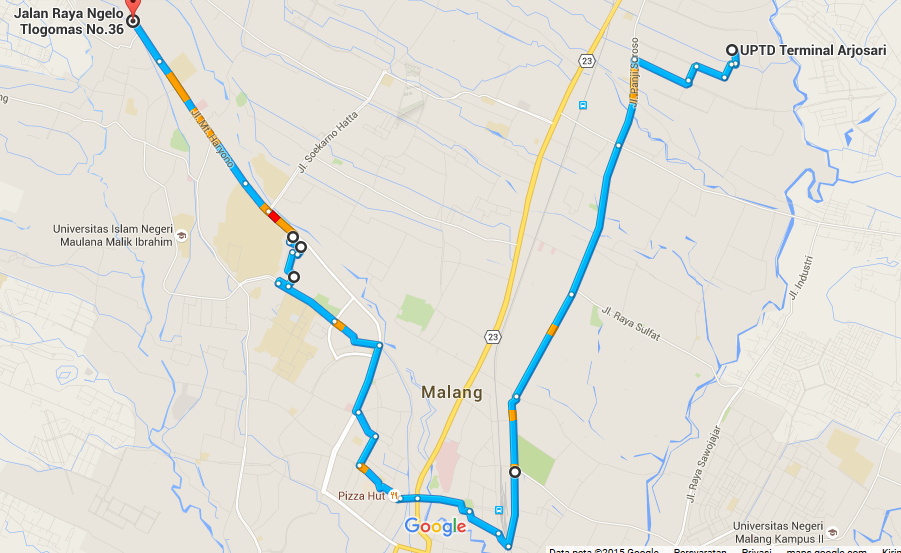 Jalan Raya Ngelo
Tlogomas No.36
UPTD Terminal Arjosari
23
Jl. Panji Suroso
Jl. Mt. Haryono
Jl. Soekarno Hatta
Universitas Islam Negeri
Maulana Malik Ibrahim
Jl. Industri
Jl. Raya Sulfat
23
Malang
Jl. Raya Sawojajar
Pizza Hut
Google
Universitas Negeri
Malang Kampus II
Data peta ©2015 Google
Persyaratan
Privasi
maps.google.com